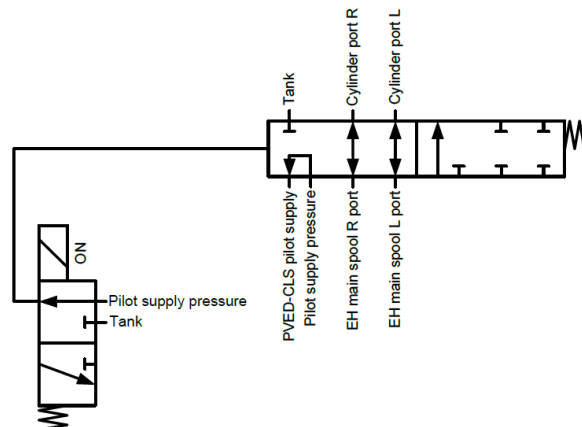 Tank
Cylinder port R
Cylinder port L
PVED-CLS pilot supply
Pilot supply pressure
EH main spool R port
EH main spool L port
ON
Pilot supply pressure
Tank